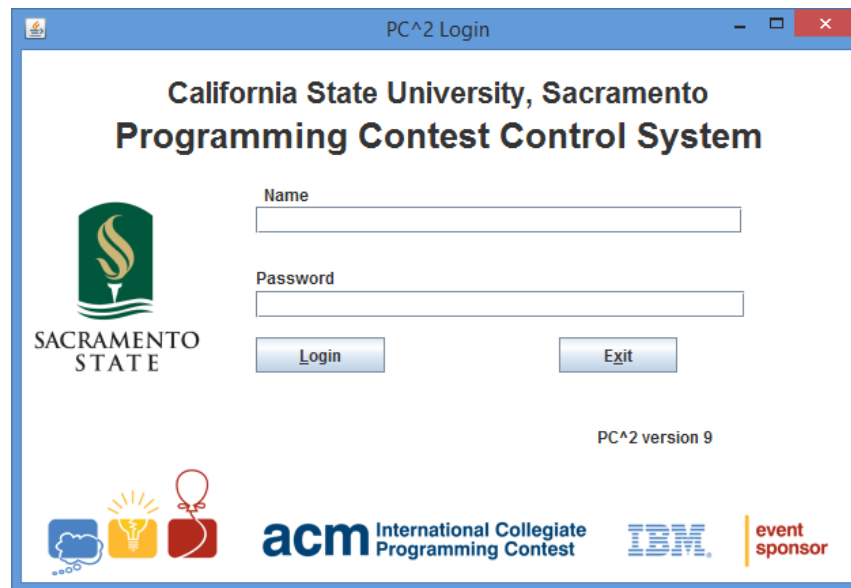 PC^2 Login
California State University, Sacramento
Programming Contest Control System
Name
Password
SACRAMENTO
STATE
Login
Exit
PC^2 version 9
acm International Collegiate
Programming Contest
IBM.
event
sponsor